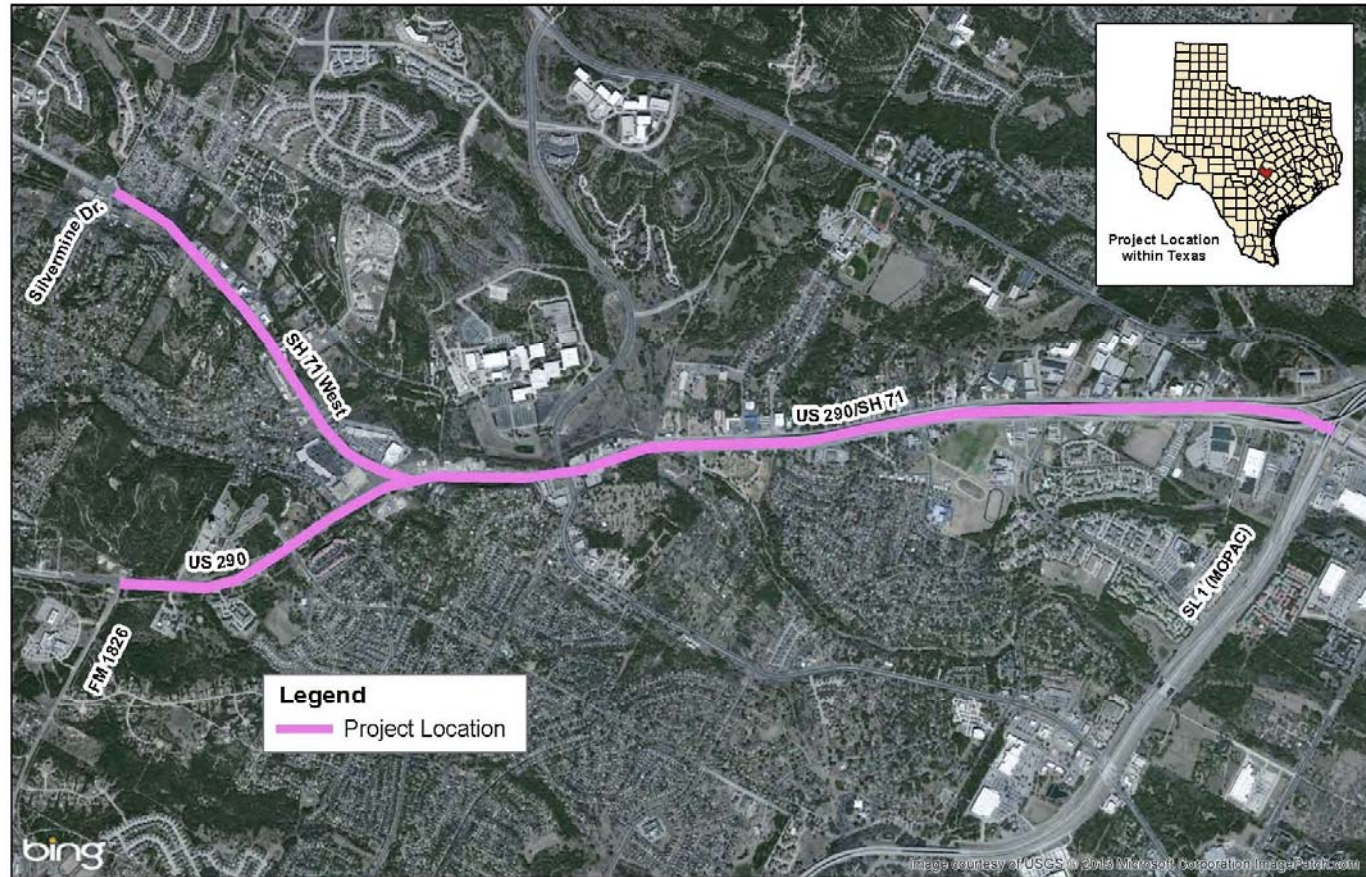 Project Location
within Texas
Silvermine Dr.
SH 71 West
US 290/SH 71
US 290
SL 1 (MOPAC)
FM 1826
Legend
Project Location
bing
Image courtesy of USGS © 2013 Microsoft Corporation ImagePatch.com